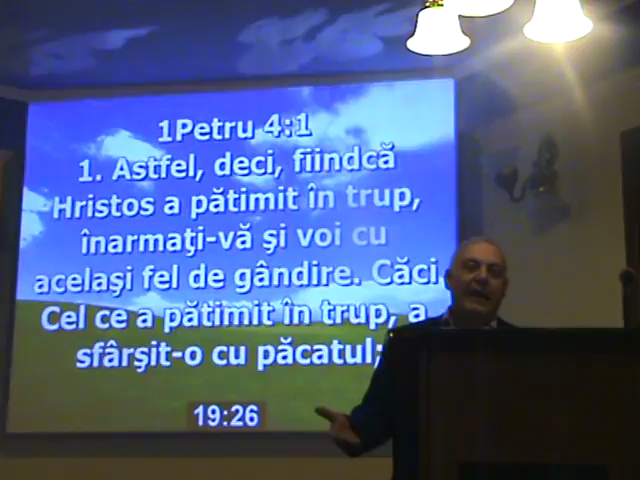 1Petru 4:1
1. Astfel, deci, fiindcă
Hristos a pătimit în trup,
înarmaţi-vă şi voi cu
acelaşi fel de gândire. Căci
Cel ce a pătimit în trup, a
sfârşit-o cu păcatul;
19:26